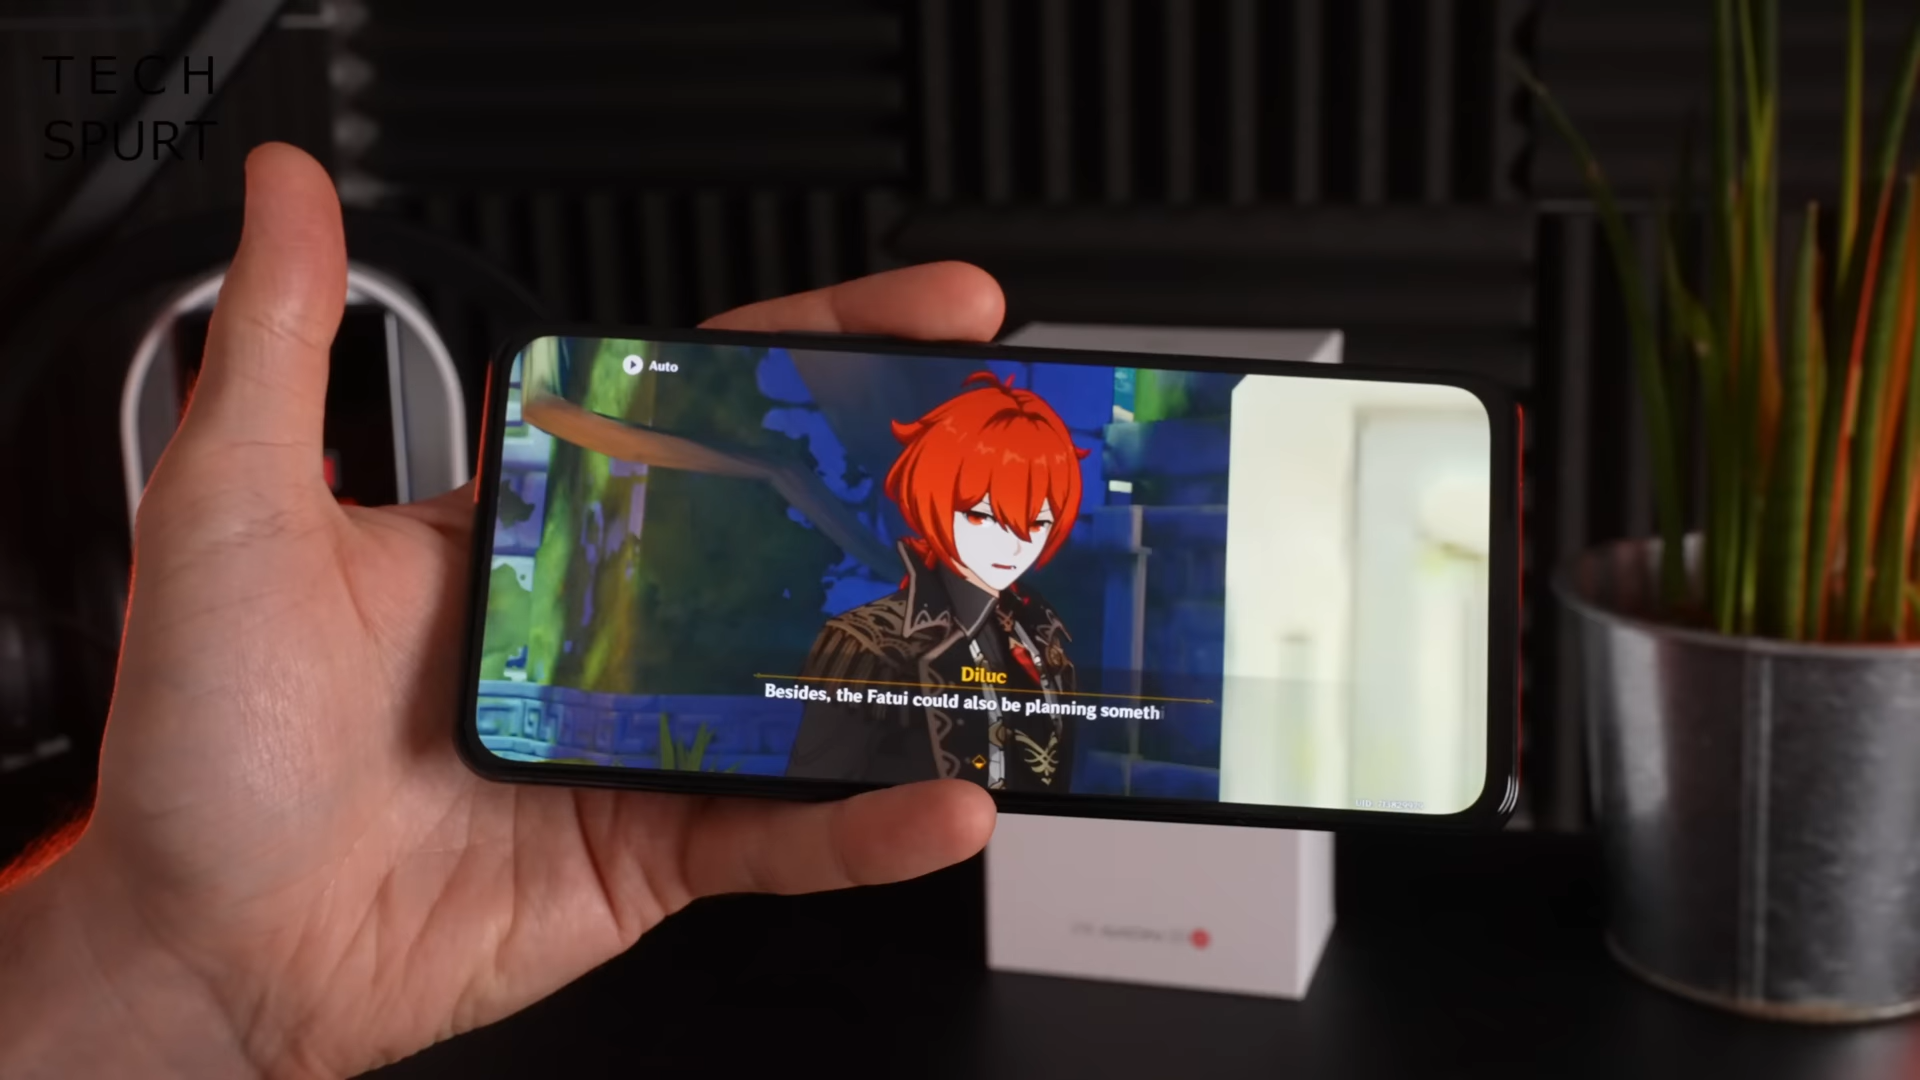 TECH
SPURT
Auto
Diluc
Besides, the Fatui could also be planning someth